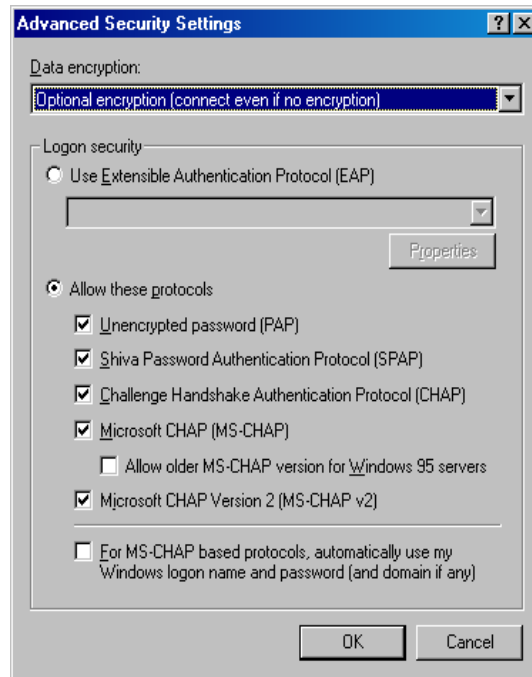 Advanced Security Settings
Data encryption:
Optional encryption (connect even if no encryption)
Logon security
Use Extensible Authentication Protocol (EAP)
Properties
Allow these protocols
Unencrypted password (PAP)
Shiva Password Authentication Protocol (SPAP)
Challenge Handshake Authentication Protocol (CHAP)
Microsoft CHAP (MS-CHAP)
Allow older MS-CHAP version for Windows 95 servers
Microsoft CHAP Version 2 (MS-CHAP v2)
For MS-CHAP based protocols, automatically use my
Windows logon name and password (and domain if any)
OK Cancel